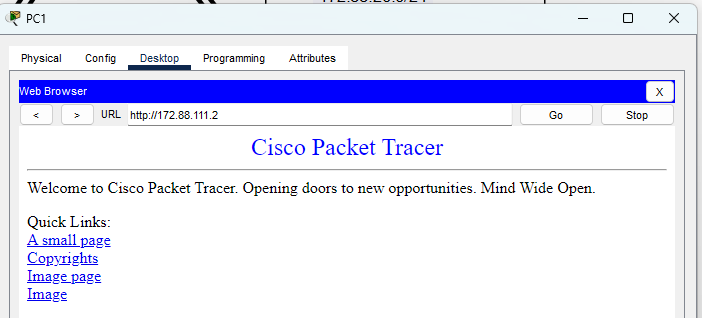 PC1
Physical Config Desktop Programming Attributes
Web Browser X
< > URL http://172.88.111.2 Go Stop
Cisco Packet Tracer
Welcome to Cisco Packet Tracer. Opening doors to new opportunities. Mind Wide Open.
Quick Links:
A small page
Copyrights
Image page
Image